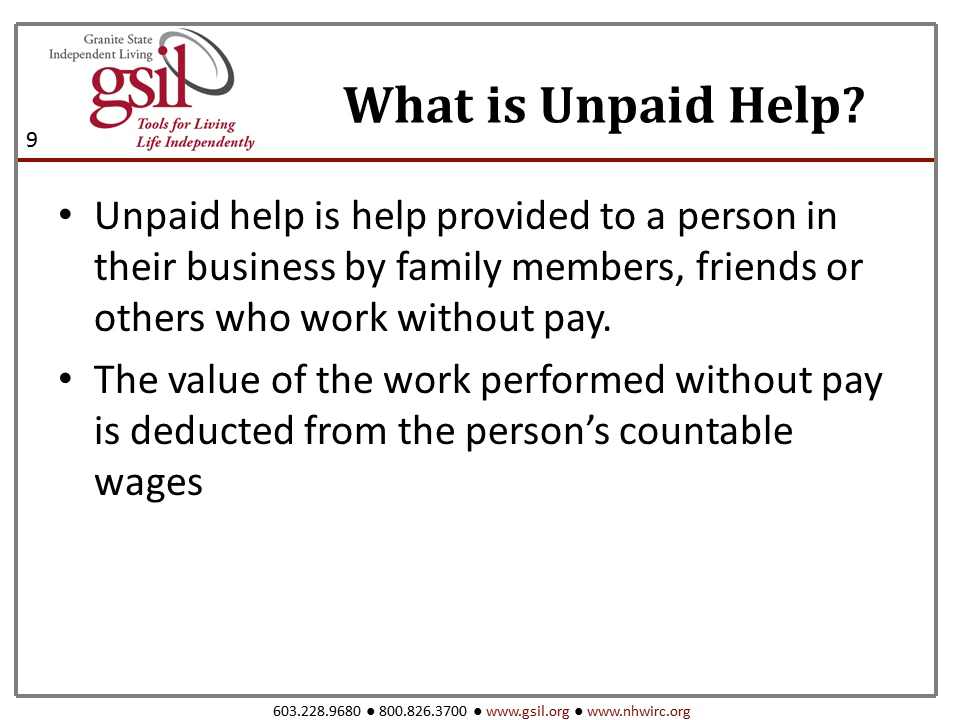 Granite State
Independent Living
gsil
Tools for Living
Life Independently
What is Unpaid Help?
9
• Unpaid help is help provided to a person in
their business by family members, friends or
others who work without pay.
• The value of the work performed without pay
is deducted from the person’s countable
wages
603.228.9680 ● 800.826.3700 ● www.gsil.org ● www.nhwirc.org